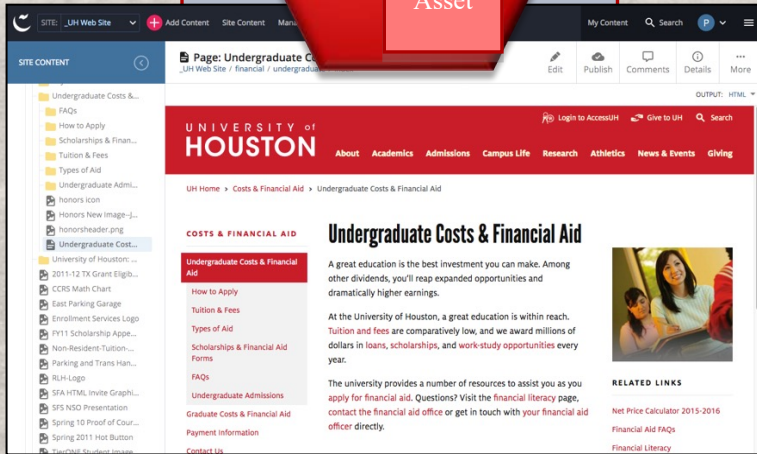 Asset
SITE: _UH Web Site
Add Content
Site Content
My Content
Search
P
SITE CONTENT
Page: Undergraduate
_UH Web Site / financial /
Edit
Publish
Comments
Details
More
OUTPUT: HTML
Undergraduate Costs &...
FAQs
How to Apply
Scholarships & Finan...
Tuition & Fees
Types of Aid
Undergraduate Admi...
honors icon
Honors New Image--J...
honorsheader.png
Undergraduate Cost...
University of Houston: ...
2011-12 TX Grant Eligib...
CCRS Math Chart
East Parking Garage
Enrollment Services Logo
FY11 Scholarship Appe...
Non-Resident-Tuition-...
Parking and Trans Han...
RLH-Logo
SFA HTML Invite Graphi...
SFS NSO Presentation
Spring 10 Proof of Cour...
Spring 2011 Hot Button
TierONE Student Image
Login to AccessUH
Give to UH
Search
UNIVERSITY of
HOUSTON
About Academics Admissions Campus Life Research Athletics News & Events Giving
UH Home > Costs & Financial Aid > Undergraduate Costs & Financial Aid
COSTS & FINANCIAL AID
Undergraduate Costs & Financial
Aid
How to Apply
Tuition & Fees
Types of Aid
Scholarships & Financial Aid
Forms
FAQs
Undergraduate Admissions
Graduate Costs & Financial Aid
Payment Information
Contact Us
Undergraduate Costs & Financial Aid
A great education is the best investment you can make. Among
other dividends, you'll reap expanded opportunities and
dramatically higher earnings.
At the University of Houston, a great education is within reach.
Tuition and fees are comparatively low, and we award millions of
dollars in loans, scholarships, and work-study opportunities every
year.
The university provides a number of resources to assist you as you
apply for financial aid. Questions? Visit the financial literacy page,
contact the financial aid office or get in touch with your financial aid
officer directly.
RELATED LINKS
Net Price Calculator 2015-2016
Financial Aid FAQs
Financial Literacy